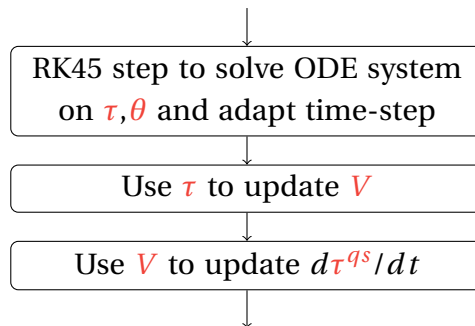 RK45 step to solve ODE system
on τ,θ and adapt time-step
Use τ to update V
Use V to update dτ^{qs}/dt